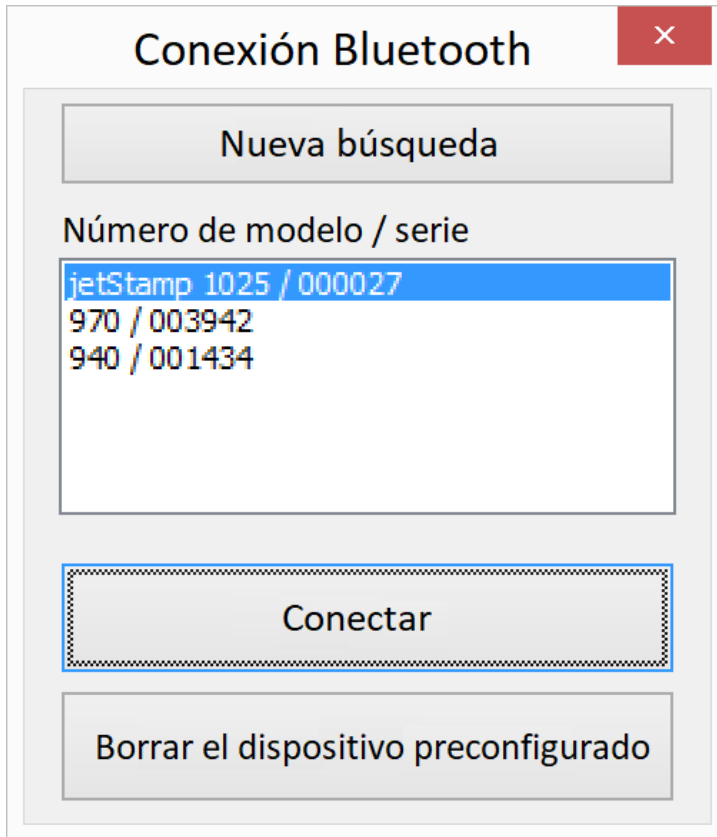 Conexión Bluetooth
Nueva búsqueda
Número de modelo / serie
jetStamp 1025 / 000027
970 / 003942
940 / 001434
Conectar
Borrar el dispositivo preconfigurado